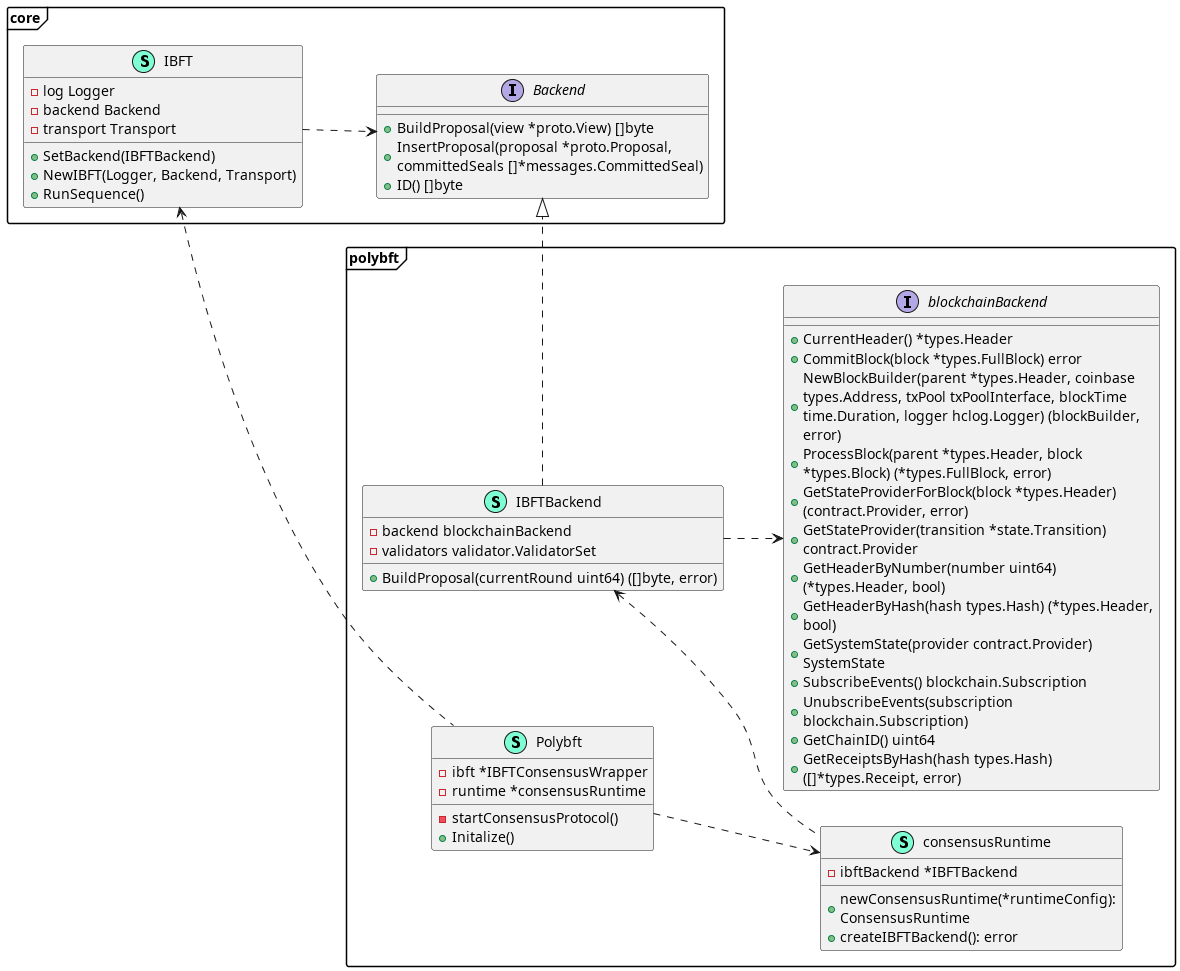 core
S IBFT
log Logger
backend Backend
transport Transport
SetBackend(IBFTBackend)
NewIBFT(Logger, Backend, Transport)
RunSequence()
I Backend
BuildProposal(view *proto.View) []byte
InsertProposal(proposal *proto.Proposal,
committedSeals []*messages.CommittedSeal)
ID() []byte
polybft
I blockchainBackend
CurrentHeader() *types.Header
CommitBlock(block *types.FullBlock) error
NewBlockBuilder(parent *types.Header, coinbase
types.Address, txPool txPoolInterface, blockTime
time.Duration, logger hclog.Logger) (blockBuilder,
error)
ProcessBlock(parent *types.Header, block
*types.Block) (*types.FullBlock, error)
GetStateProviderForBlock(block *types.Header)
(contract.Provider, error)
GetStateProvider(transition *state.Transition)
contract.Provider
GetHeaderByNumber(number uint64)
(*types.Header, bool)
GetHeaderByHash(hash types.Hash) (*types.Header,
bool)
GetSystemState(provider contract.Provider)
SystemState
SubscribeEvents() blockchain.Subscription
UnubscribeEvents(subscription
blockchain.Subscription)
GetChainID() uint64
GetReceiptsByHash(hash types.Hash)
([]*types.Receipt, error)
S IBFTBackend
backend blockchainBackend
validators validator.ValidatorSet
BuildProposal(currentRound uint64) ([]byte, error)
S Polybft
ibft *IBFTConsensusWrapper
runtime *consensusRuntime
startConsensusProtocol()
Initalize()
S consensusRuntime
ibftBackend *IBFTBackend
newConsensusRuntime(*runtimeConfig):
ConsensusRuntime
createIBFTBackend(): error